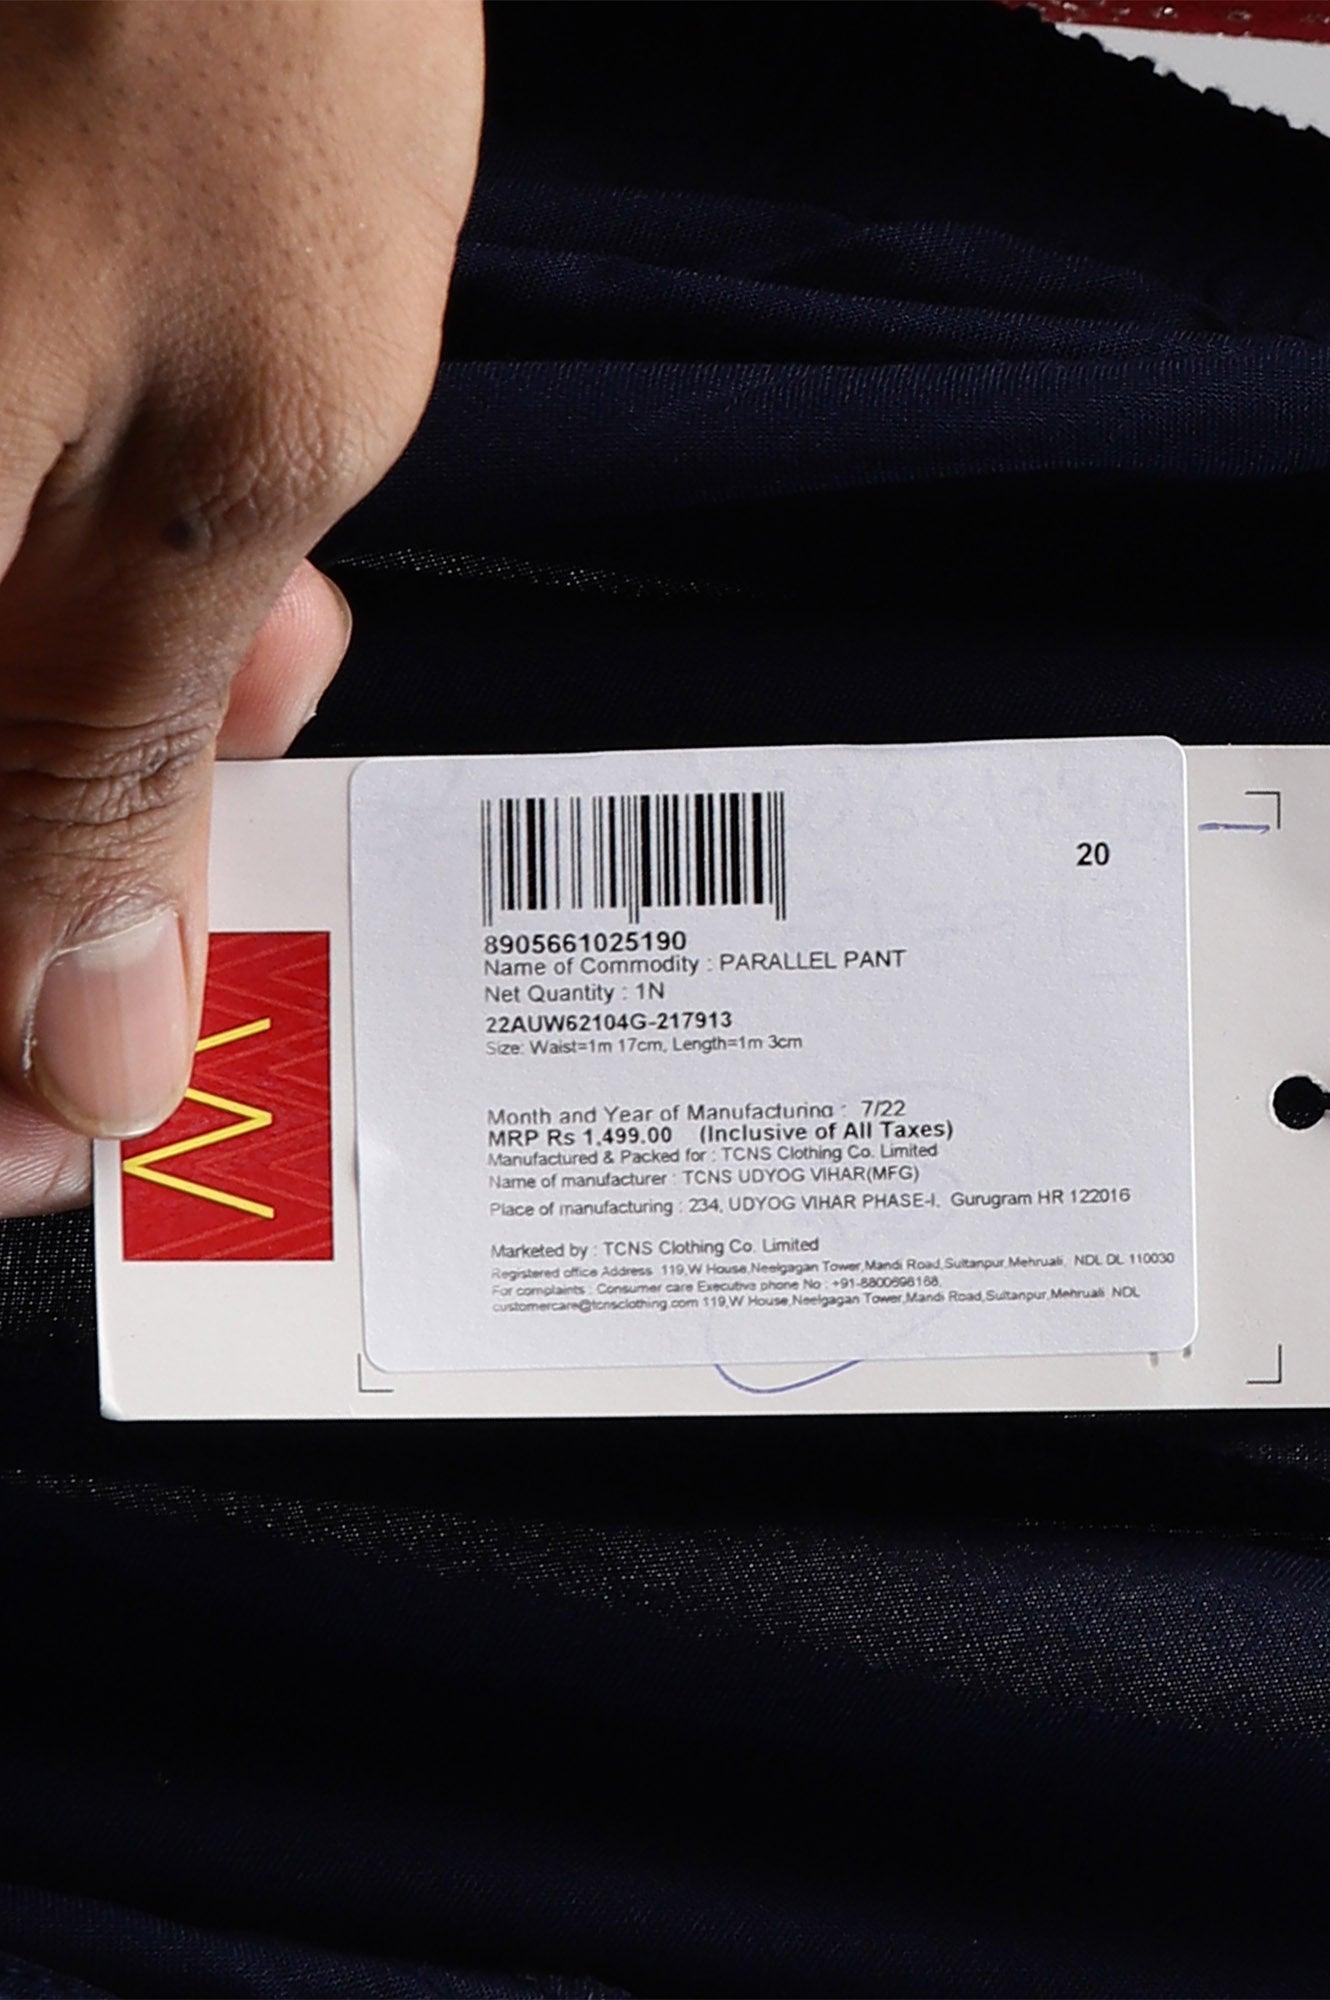 20
8905661025190
Name of Commodity : PARALLEL PANT
Net Quantity : 1N
22AUW62104G-217913
Size: Waist=1m 17cm, Length=1m 3cm
Month and Year of Manufacturing : 7/22
MRP Rs 1,499.00 (Inclusive of All Taxes)
Manufactured & Packed for : TCNS Clothing Co. Limited
Name of manufacturer : TCNS UDYOG VIHAR(MFG)
Place of manufacturing : 234, UDYOG VIHAR PHASE-I, Gurugram HR 122016
Marketed by : TCNS Clothing Co. Limited
Registered office Address 119,W House,Neelgagan Tower,Mandi Road,Sultanpur,Mehruali, NDL DL 110030
For complaints : Consumer care Executive phone No : +91-8800698168,
customercare@tcnsclothing.com 119,W House,Neelgagan Tower,Mandi Road,Sultanpur,Mehruali NDL
W